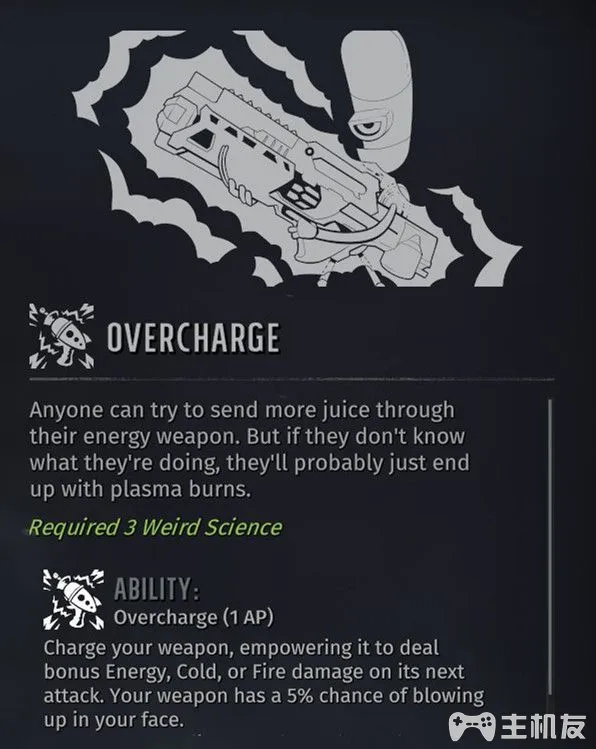 OVERCHARGE
Anyone can try to send more juice through
their energy weapon. But if they don't know
what they're doing, they'll probably just end
up with plasma burns.
Required 3 Weird Science
ABILITY:
Overcharge (1 AP)
Charge your weapon, empowering it to deal
bonus Energy, Cold, or Fire damage on its next
attack. Your weapon has a 5% chance of blowing
up in your face.
主机友